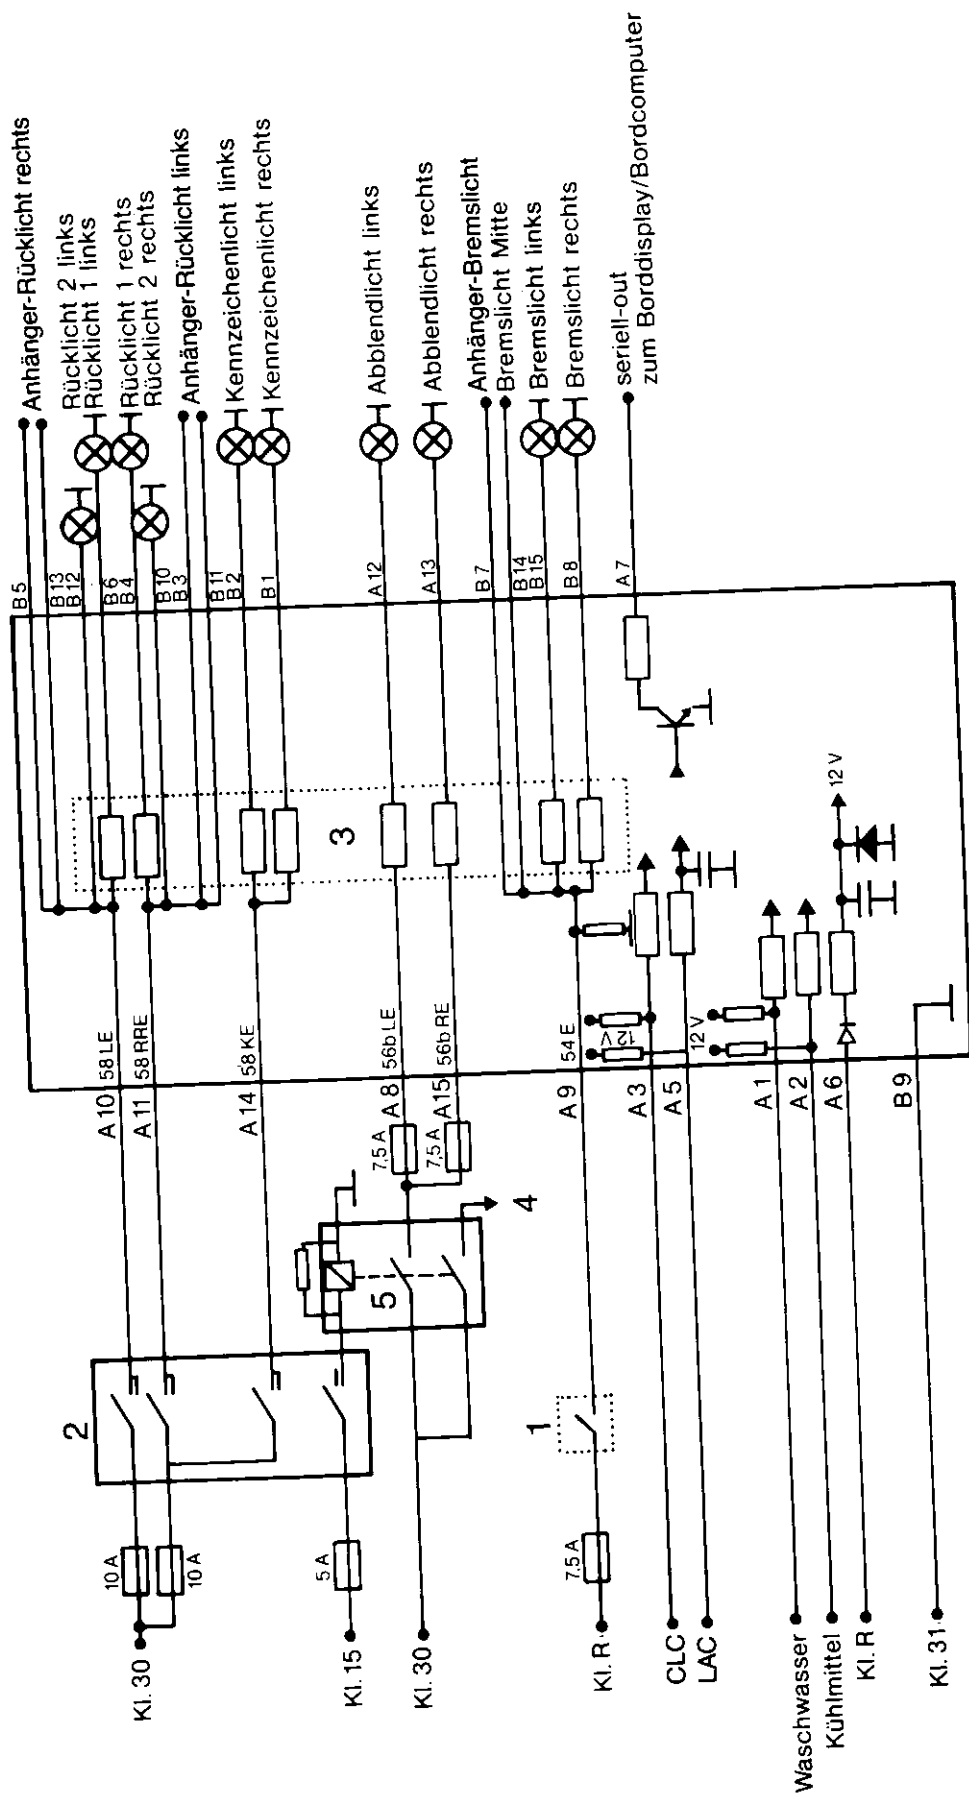 B5
Anhänger-Rücklicht rechts
B13
B12
Rücklicht 2 links
B6
Rücklicht 1 links
B4
Rücklicht 1 rechts
B10
Rücklicht 2 rechts
B3
Anhänger-Rücklicht links
B11
B2
Kennzeichenlicht links
B1
Kennzeichenlicht rechts
A12
Abblendlicht links
A13
Abblendlicht rechts
B7
Anhänger-Bremslicht
B14
Bremslicht Mitte
B15
Bremslicht links
B8
Bremslicht rechts
A7
seriell-out
zum Borddisplay/Bordcomputer
3
12 V
A10
58 LE
A11
58 RRE
A14
58 KE
A8
56b LE
A15
56b RE
A9
54 E
A3
12 V
A5
12 V
A1
A2
A6
B9
7,5 A
7,5 A
4
5
2
1
10 A
10 A
5 A
7,5 A
Kl. 30
Kl. 15
Kl. 30
Kl. R
CLC
LAC
Waschwasser
Kühlmittel
Kl. R
Kl. 31